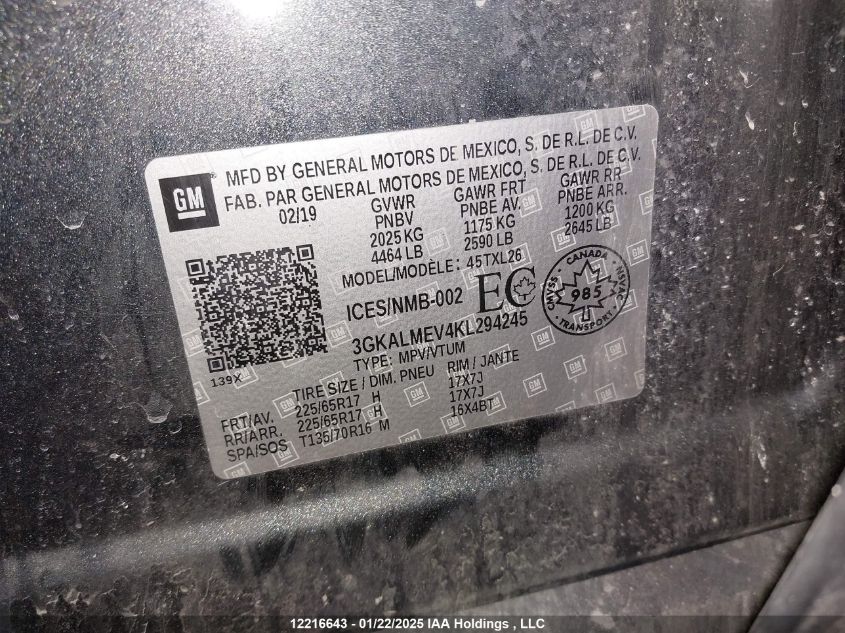 GM
MFD BY GENERAL MOTORS DE MEXICO, S. DE R.L. DE C.V.
FAB. PAR GENERAL MOTORS DE MEXICO, S. DE R.L. DE C.V.
02/19 GVWR GAWR FRT GAWR RR
PNBV PNBE AV. PNBE ARR.
2025 KG 1175 KG 1200 KG
4464 LB 2590 LB 2645 LB
MODEL/MODÈLE: 45TXL26
ICES/NMB-002 EC
CANADA
CMVSS 985 NSVAC
TRANSPORT
3GKALMEV4KL294245
TYPE: MPV/VTUM
139X
TIRE SIZE / DIM. PNEU RIM / JANTE
FRT/AV. 225/65R17 H 17X7J
RR/ARR. 225/65R17 H 17X7J
SPA/SOS T135/70R16 M 16X4BT
12216643 - 01/22/2025 IAA Holdings , LLC